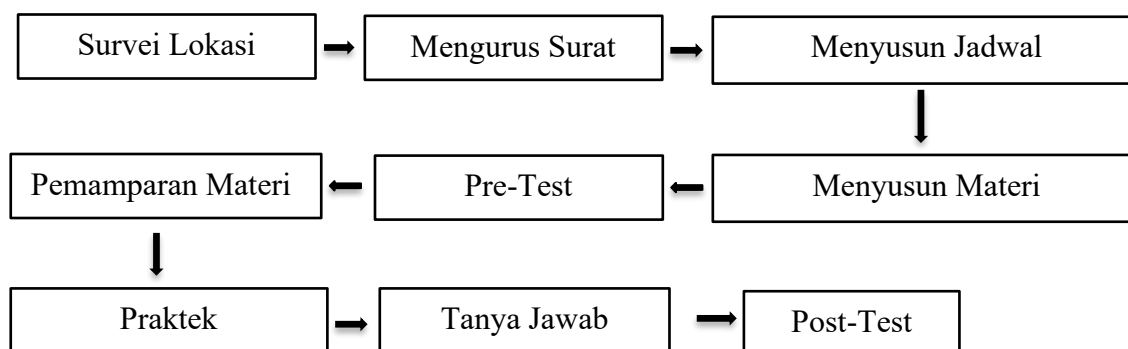 Survei Lokasi
Mengurus Surat
Menyusun Jadwal
Menyusun Materi
Pre-Test
Pemamparan Materi
Praktek
Tanya Jawab
Post-Test